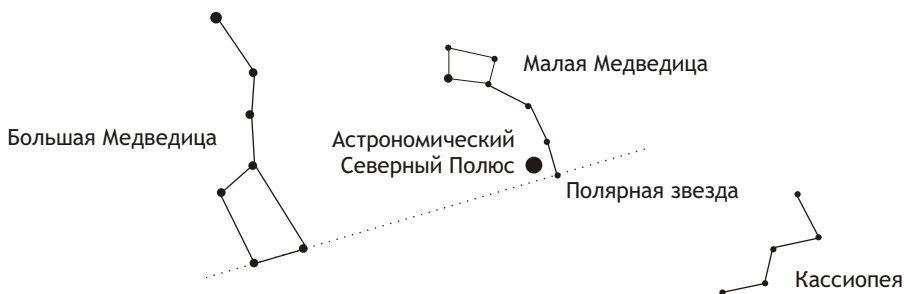 Малая Медведица
Большая Медведица
Астрономический
Северный Полюс
Полярная звезда
Кассиопея